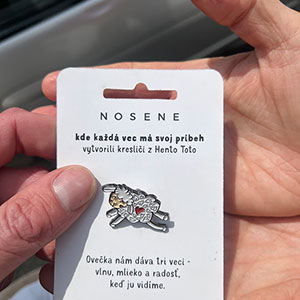 NOSENE
kde každá vec má svoj príbeh
vytvorili kresliči z Hento Toto
Ovečka nám dáva tri veci -
vlnu, mlieko a radosť,
keď ju vidíme.